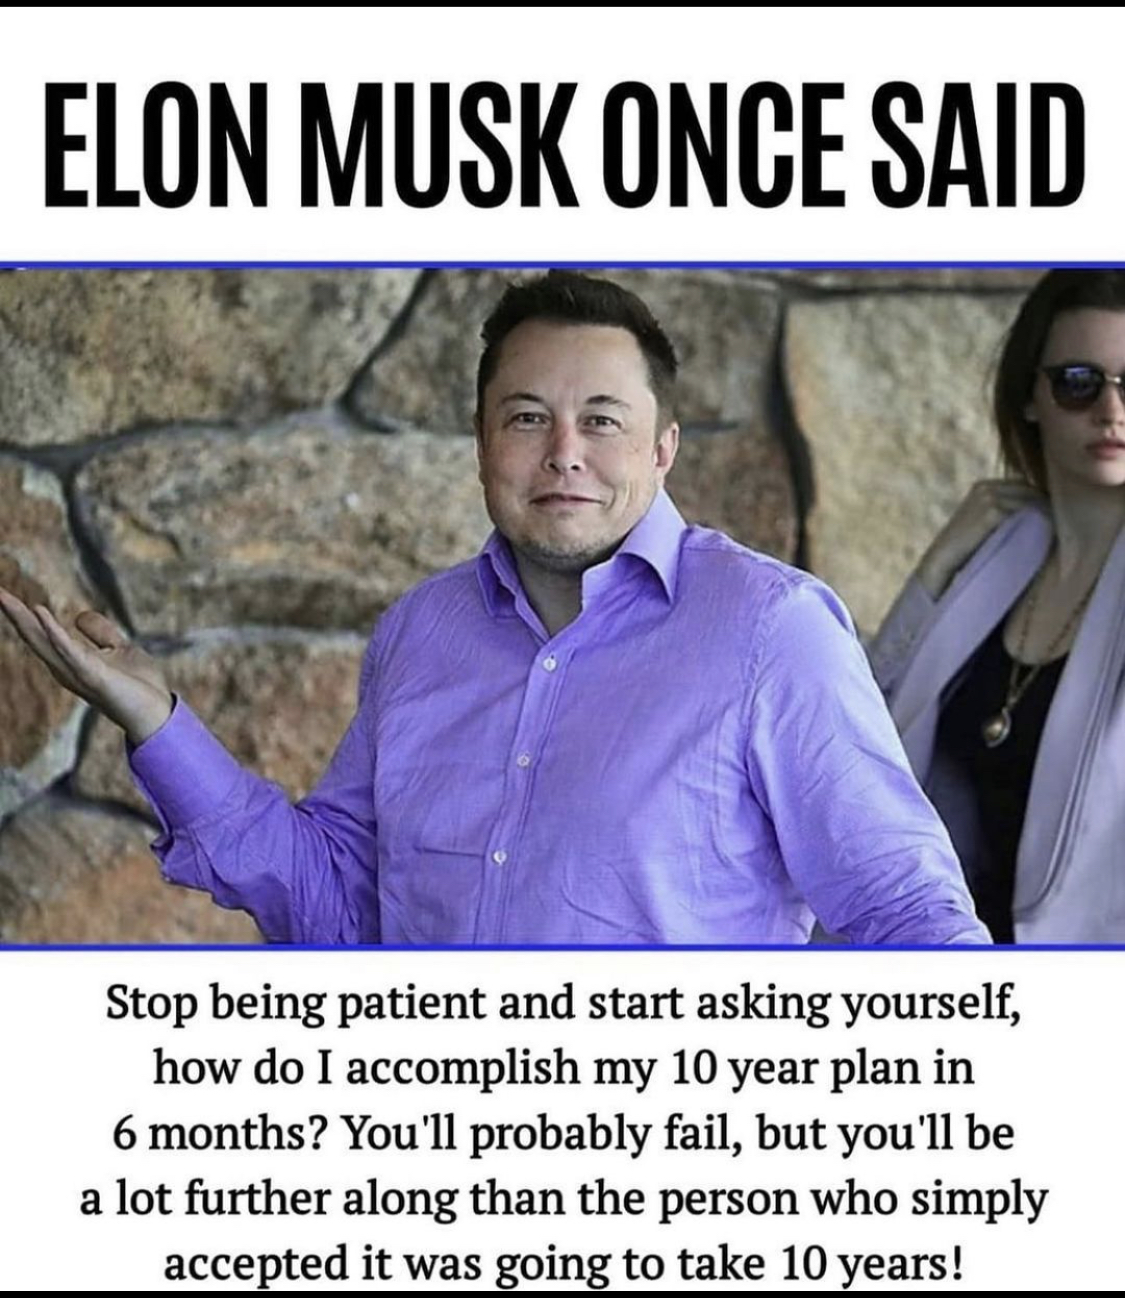 ELON MUSK ONCE SAID
Stop being patient and start asking yourself,
how do I accomplish my 10 year plan in
6 months? You'll probably fail, but you'll be
a lot further along than the person who simply
accepted it was going to take 10 years!